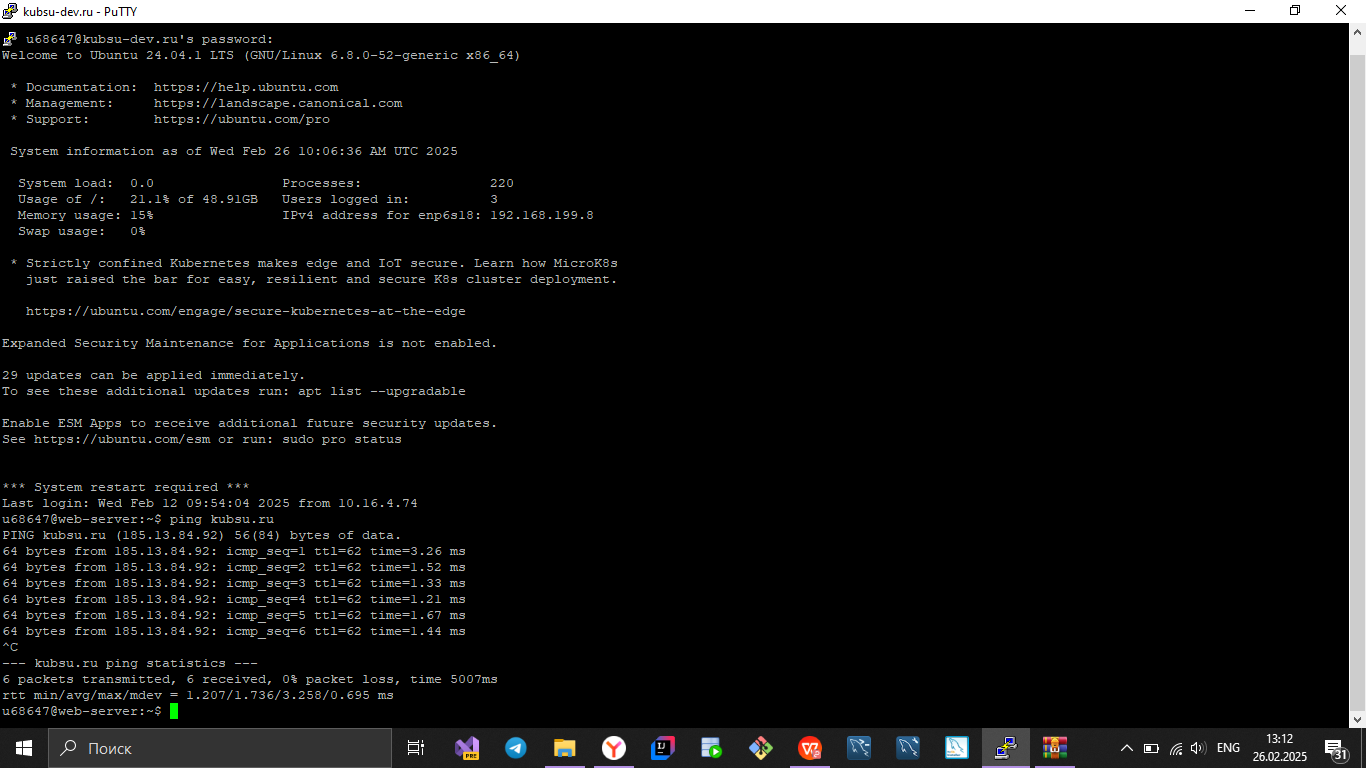 kubsu-dev.ru - PuTTY
u68647@kubsu-dev.ru's password:
Welcome to Ubuntu 24.04.1 LTS (GNU/Linux 6.8.0-52-generic x86_64)
* Documentation:  https://help.ubuntu.com
* Management:     https://landscape.canonical.com
* Support:        https://ubuntu.com/pro
System information as of Wed Feb 26 10:06:36 AM UTC 2025
System load:  0.0                Processes:                220
Usage of /:   21.1% of 48.91GB   Users logged in:          3
Memory usage: 15%                IPv4 address for enp6s18: 192.168.199.8
Swap usage:   0%
* Strictly confined Kubernetes makes edge and IoT secure. Learn how MicroK8s
just raised the bar for easy, resilient and secure K8s cluster deployment.
https://ubuntu.com/engage/secure-kubernetes-at-the-edge
Expanded Security Maintenance for Applications is not enabled.
29 updates can be applied immediately.
To see these additional updates run: apt list --upgradable
Enable ESM Apps to receive additional future security updates.
See https://ubuntu.com/esm or run: sudo pro status
*** System restart required ***
Last login: Wed Feb 12 09:54:04 2025 from 10.16.4.74
u68647@web-server:~$ ping kubsu.ru
PING kubsu.ru (185.13.84.92) 56(84) bytes of data.
64 bytes from 185.13.84.92: icmp_seq=1 ttl=62 time=3.26 ms
64 bytes from 185.13.84.92: icmp_seq=2 ttl=62 time=1.52 ms
64 bytes from 185.13.84.92: icmp_seq=3 ttl=62 time=1.33 ms
64 bytes from 185.13.84.92: icmp_seq=4 ttl=62 time=1.21 ms
64 bytes from 185.13.84.92: icmp_seq=5 ttl=62 time=1.67 ms
64 bytes from 185.13.84.92: icmp_seq=6 ttl=62 time=1.44 ms
^C
--- kubsu.ru ping statistics ---
6 packets transmitted, 6 received, 0% packet loss, time 5007ms
rtt min/avg/max/mdev = 1.207/1.736/3.258/0.695 ms
u68647@web-server:~$
Поиск
PRE
IJ
ENG
13:12
26.02.2025
31